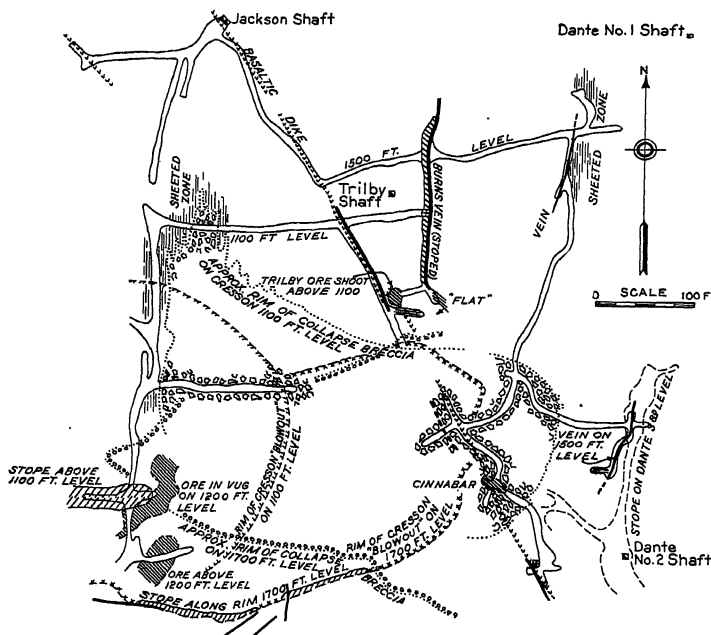 Jackson Shaft
Dante No.1 Shaft
BASALTIC
DIKE
N
ZONE
1500 FT. LEVEL
SHEETED
Trilby
Shaft
BURNS VEIN (STOPED)
VEIN
SHEETED
ZONE
1100 FT LEVEL
SCALE
0 100 F
TRILBY ORE SHOOT
ABOVE 1100
"FLAT"
APPROX RIM OF COLLAPSE BRECCIA
ON CRESSON 1100 FT. LEVEL
VEIN ON
1500 FT.
LEVEL
STOPE ON DANTE 3 RD LEVEL
STOPE ABOVE
1100 FT. LEVEL
ORE IN VUG
ON 1200 FT.
LEVEL
RIM OF CRESSON BLOWOUT
ON 1100 FT. LEVEL
CINNABAR
APPROX. RIM OF COLLAPSE
ON 1700 FT. LEVEL
BRECCIA
RIM OF CRESSON
"BLOWOUT" ON
1700 FT. LEVEL
Dante
No.2 Shaft
ORE ABOVE
1200 FT. LEVEL
STOPE ALONG RIM 1700 FT. LEVEL